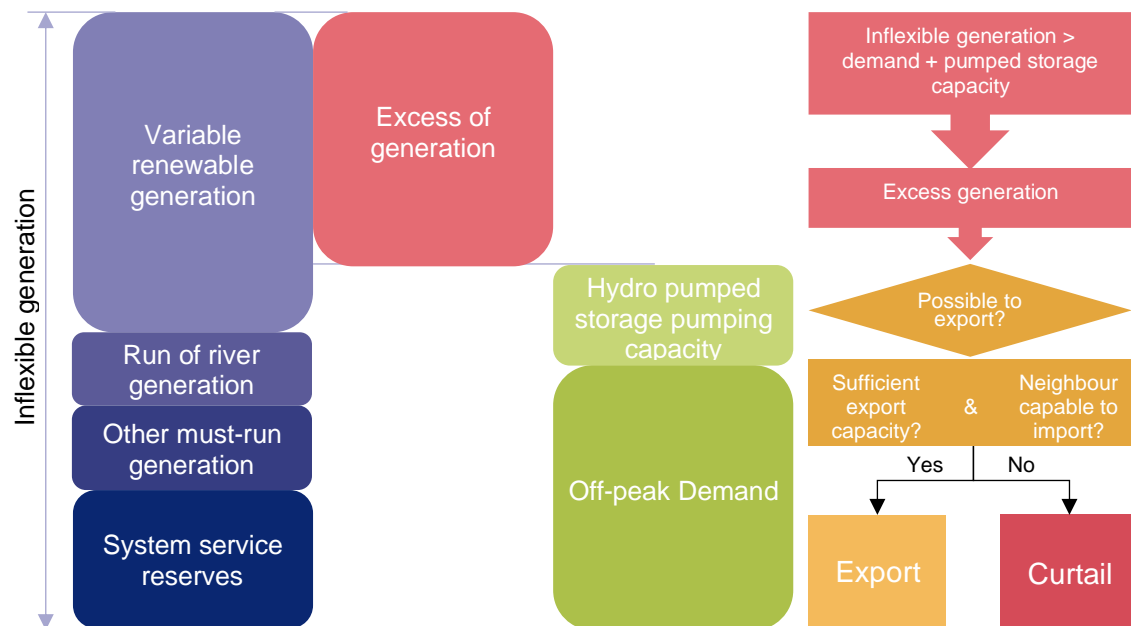 Inflexible generation
Variable
renewable
generation
Run of river
generation
Other must-run
generation
System service
reserves
Excess of
generation
Hydro pumped
storage pumping
capacity
Off-peak Demand
Inflexible generation >
demand + pumped storage
capacity
Excess generation
Possible to
export?
Sufficient
export
capacity?
&
Neighbour
capable to
import?
Yes
No
Export
Curtail